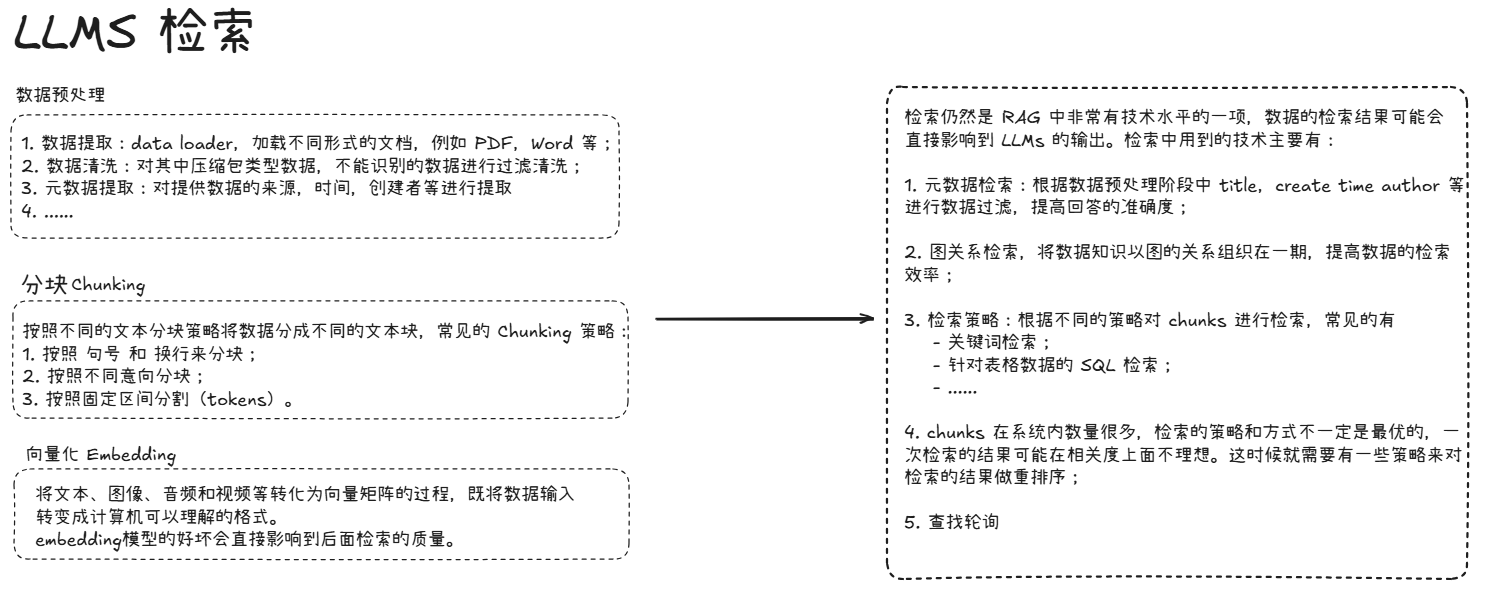 LLMS 检索
数据预处理
1. 数据提取：data loader，加载不同形式的文档，例如 PDF，Word 等；
2. 数据清洗：对其中压缩包类型数据，不能识别的数据进行过滤清洗；
3. 元数据提取：对提供数据的来源，时间，创建者等进行提取
4. ......
分块 Chunking
按照不同的文本分块策略将数据分成不同的文本块，常见的 Chunking 策略：
1. 按照 句号 和 换行来分块；
2. 按照不同意向分块；
3. 按照固定区间分割（tokens）。
向量化 Embedding
将文本、图像、音频和视频等转化为向量矩阵的过程，既将数据输入
转变成计算机可以理解的格式。
embedding模型的好坏会直接影响到后面检索的质量。
检索仍然是 RAG 中非常有技术水平的一项，数据的检索结果可能会
直接影响到 LLMs 的输出。检索中用到的技术主要有：
1. 元数据检索：根据数据预处理阶段中 title，create time author 等
进行数据过滤，提高回答的准确度；
2. 图关系检索，将数据知识以图的关系组织在一期，提高数据的检索
效率；
3. 检索策略：根据不同的策略对 chunks 进行检索，常见的有
- 关键词检索；
- 针对表格数据的 SQL 检索；
- ......
4. chunks 在系统内数量很多，检索的策略和方式不一定是最优的，一
次检索的结果可能在相关度上面不理想。这时候就需要有一些策略来对
检索的结果做重排序；
5. 查找轮询